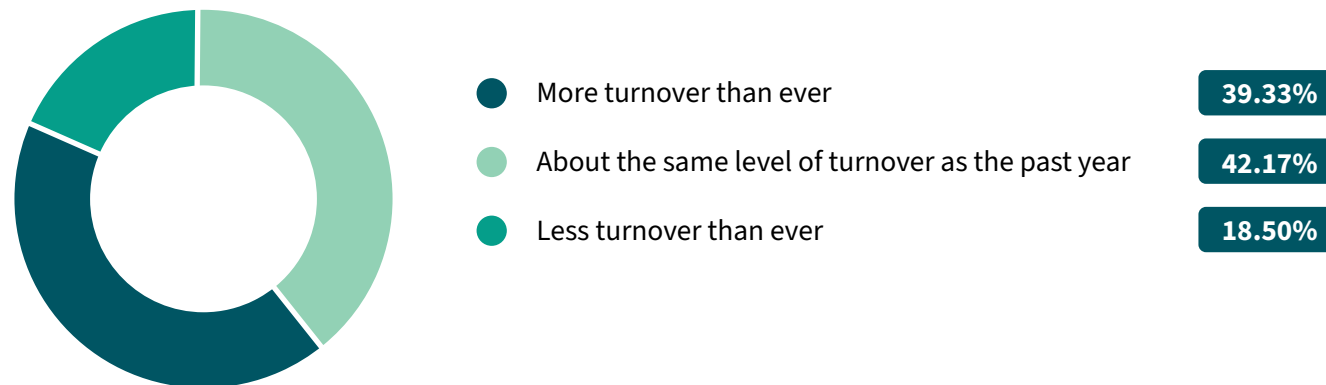 More turnover than ever 39.33%
About the same level of turnover as the past year 42.17%
Less turnover than ever 18.50%